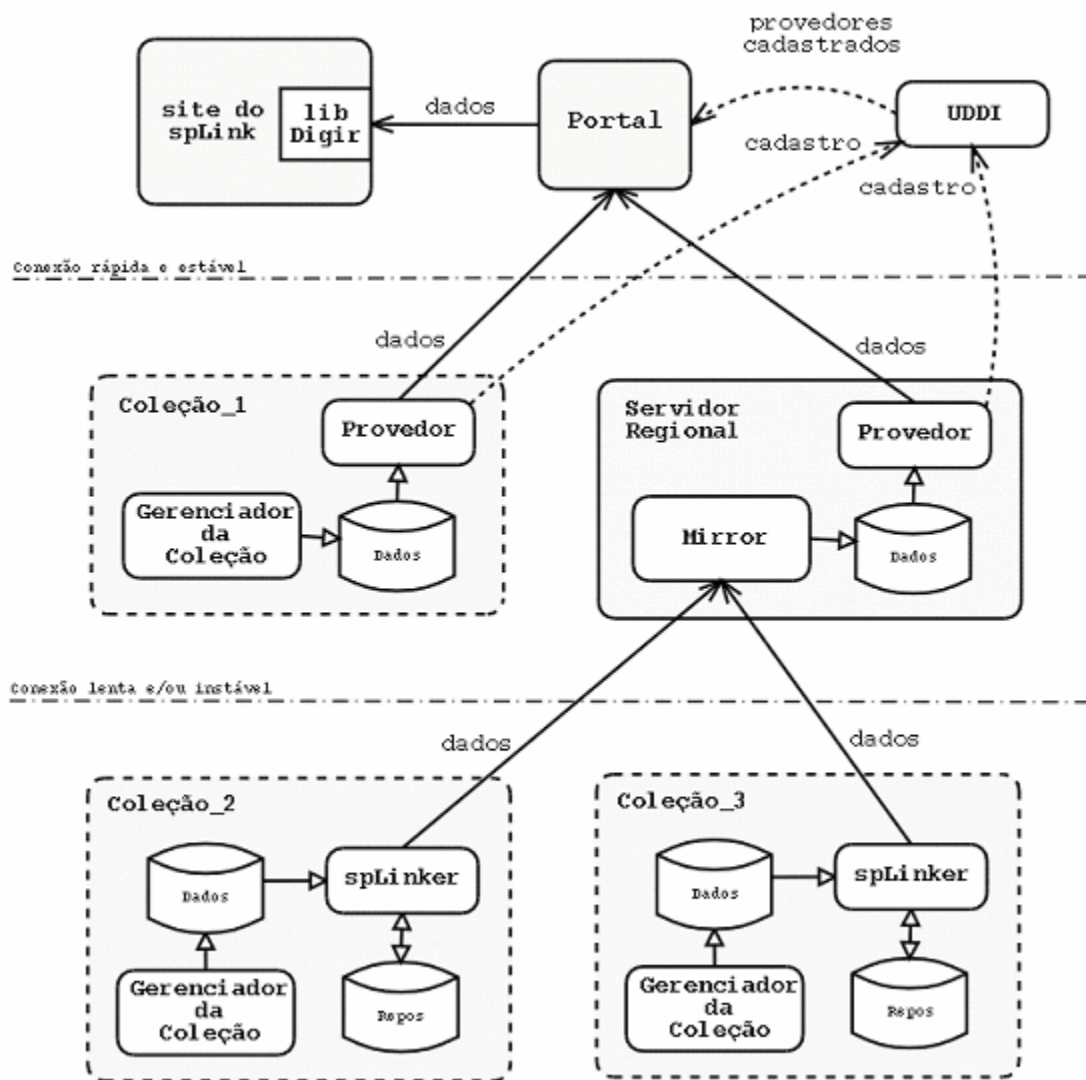 provedores
cadastrados
site do
spLink
lib
Digir
dados
Portal
UDDI
cadastro
cadastro
Conexão rápida e estável
dados
dados
Coleção_1
Provedor
Gerenciador
da
Coleção
Dados
Servidor
Regional
Provedor
Mirror
Dados
Conexão lenta e/ou instável
dados
dados
Coleção_2
Dados
spLinker
Gerenciador
da
Coleção
Repos
Coleção_3
Dados
spLinker
Gerenciador
da
Coleção
Repos